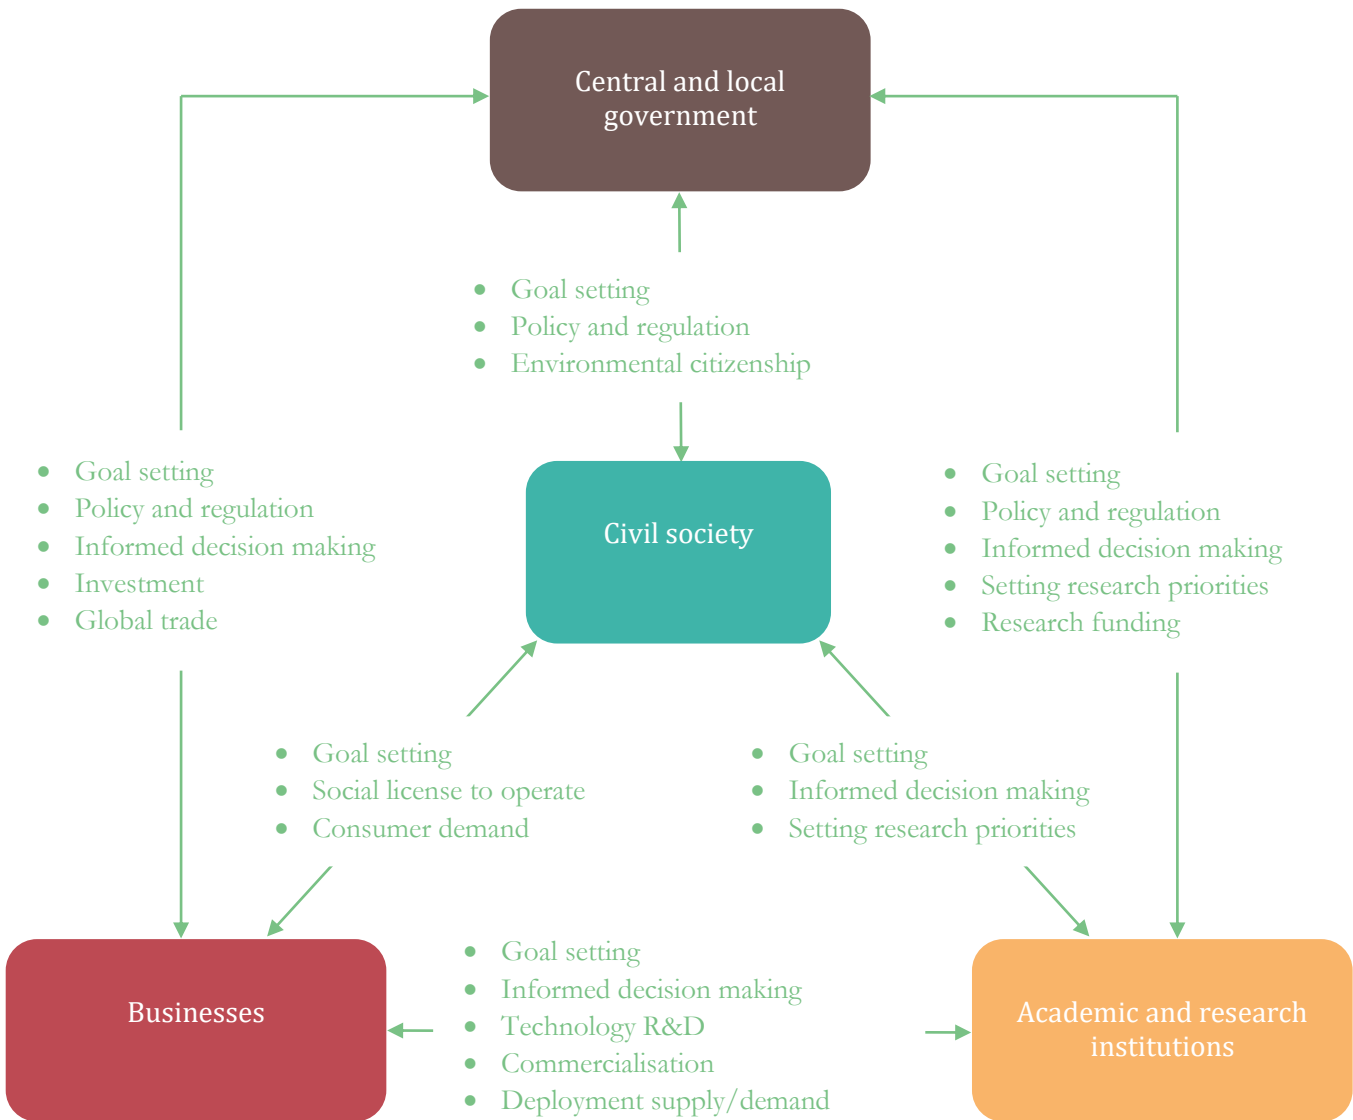 Central and local
government
• Goal setting
• Policy and regulation
• Environmental citizenship
• Goal setting
• Policy and regulation
• Informed decision making
• Investment
• Global trade
Civil society
• Goal setting
• Policy and regulation
• Informed decision making
• Setting research priorities
• Research funding
• Goal setting
• Social license to operate
• Consumer demand
• Goal setting
• Informed decision making
• Setting research priorities
Businesses
• Goal setting
• Informed decision making
• Technology R&D
• Commercialisation
• Deployment supply/demand
Academic and research
institutions